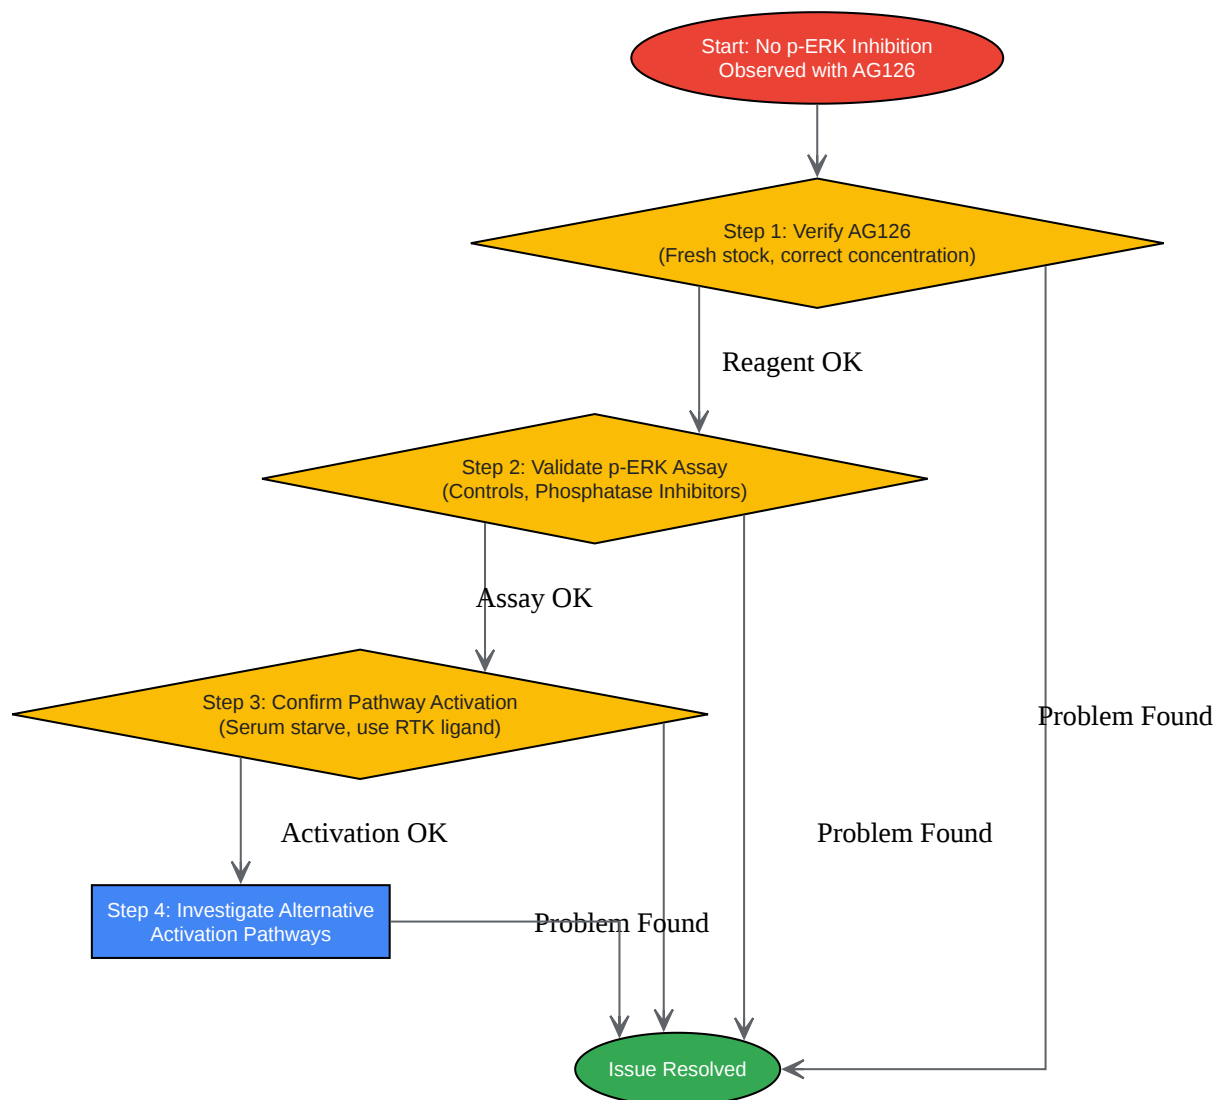 Start: No p-ERK Inhibition
Observed with AG126
Step 1: Verify AG126
(Fresh stock, correct concentration)
Reagent OK
Step 2: Validate p-ERK Assay
(Controls, Phosphatase Inhibitors)
Assay OK
Step 3: Confirm Pathway Activation
(Serum starve, use RTK ligand)
Problem Found
Activation OK
Problem Found
Step 4: Investigate Alternative
Activation Pathways
Problem Found
Issue Resolved